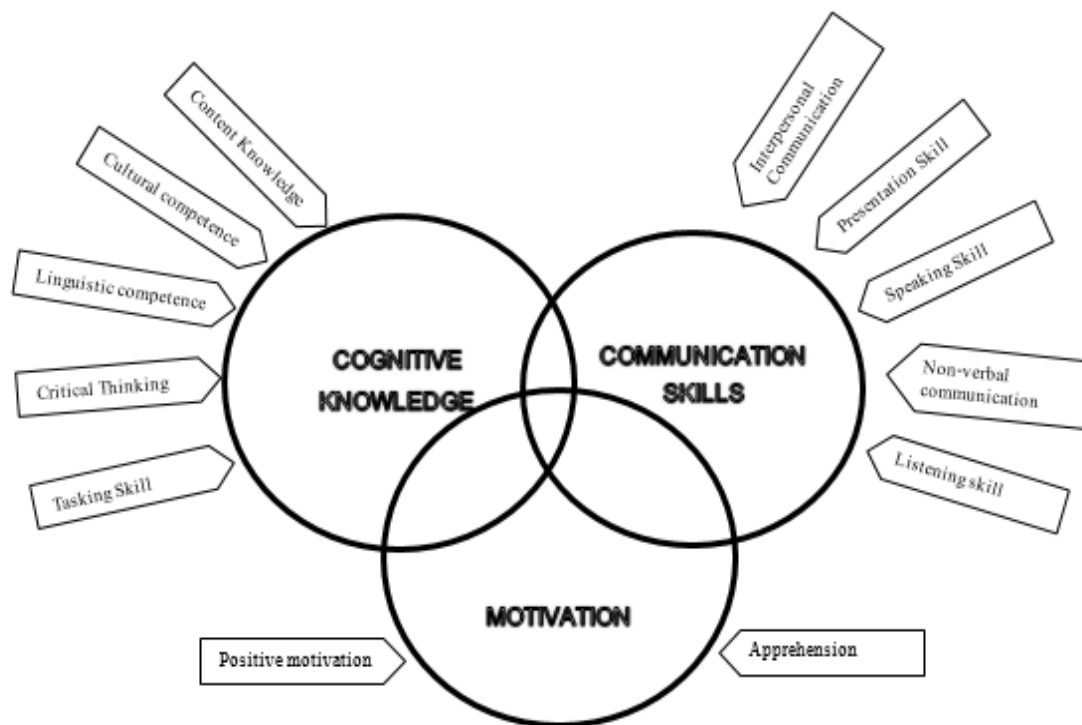 Content Knowledge
Cultural competence
Linguistic competence
Critical Thinking
Tasking Skill
Interpersonal
Communication
Presentation Skill
Speaking Skill
Non-verbal
communication
Listening skill
COGNITIVE
KNOWLEDGE
COMMUNICATION
SKILLS
MOTIVATION
Positive motivation
Apprehension